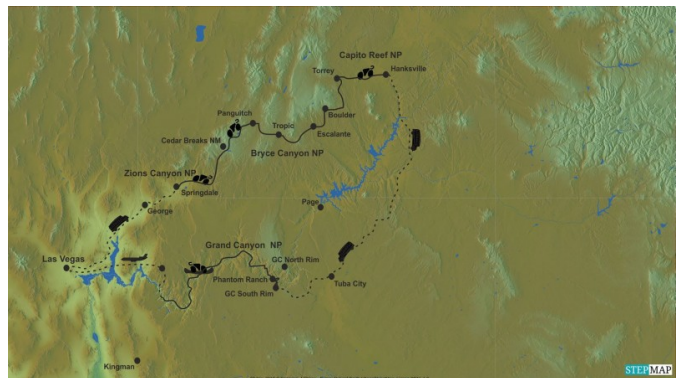 Capito Reef NP
Torrey
Hanksville
Boulder
Panguitch
Tropic
Escalante
Cedar Breaks NM
Bryce Canyon NP
Zions Canyon NP
Springdale
George
Page
Grand Canyon NP
GC North Rim
Las Vegas
Phantom Ranch
Tuba City
GC South Rim
Kingman
STEPMAP